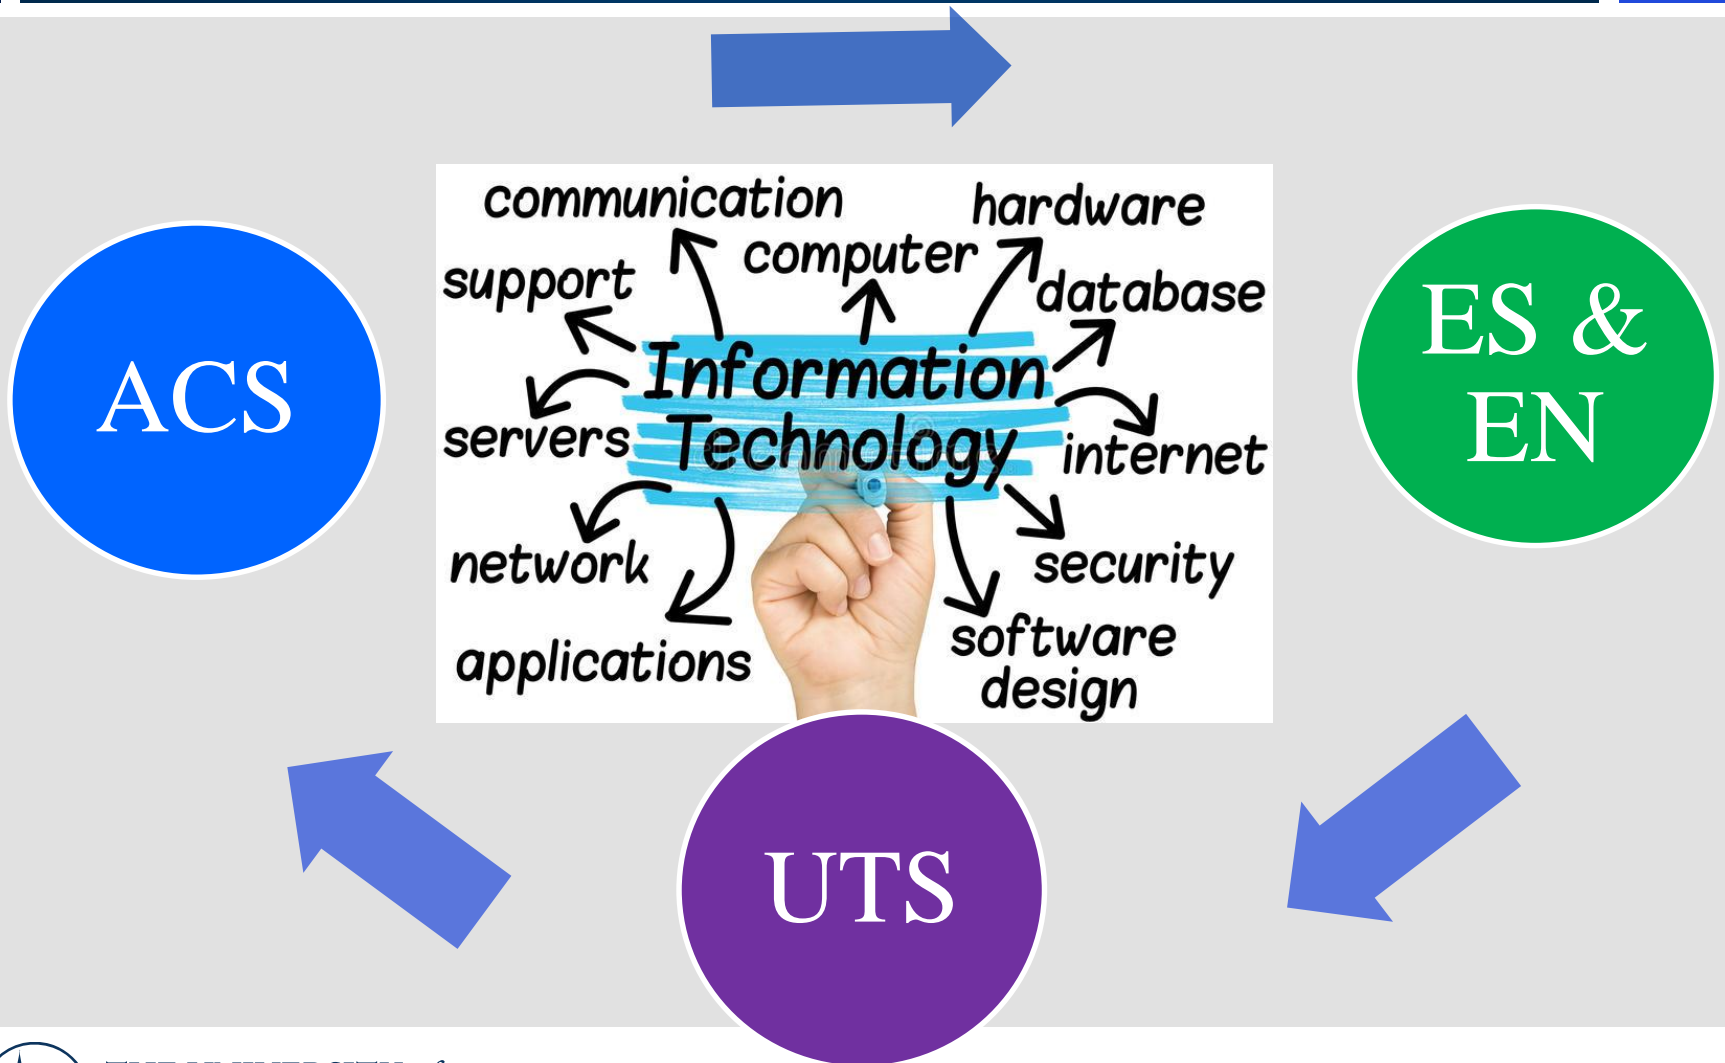 communication
hardware
computer
support
database
Information
Technology
servers
internet
network
security
applications
software
design
ACS
ES &
EN
UTS